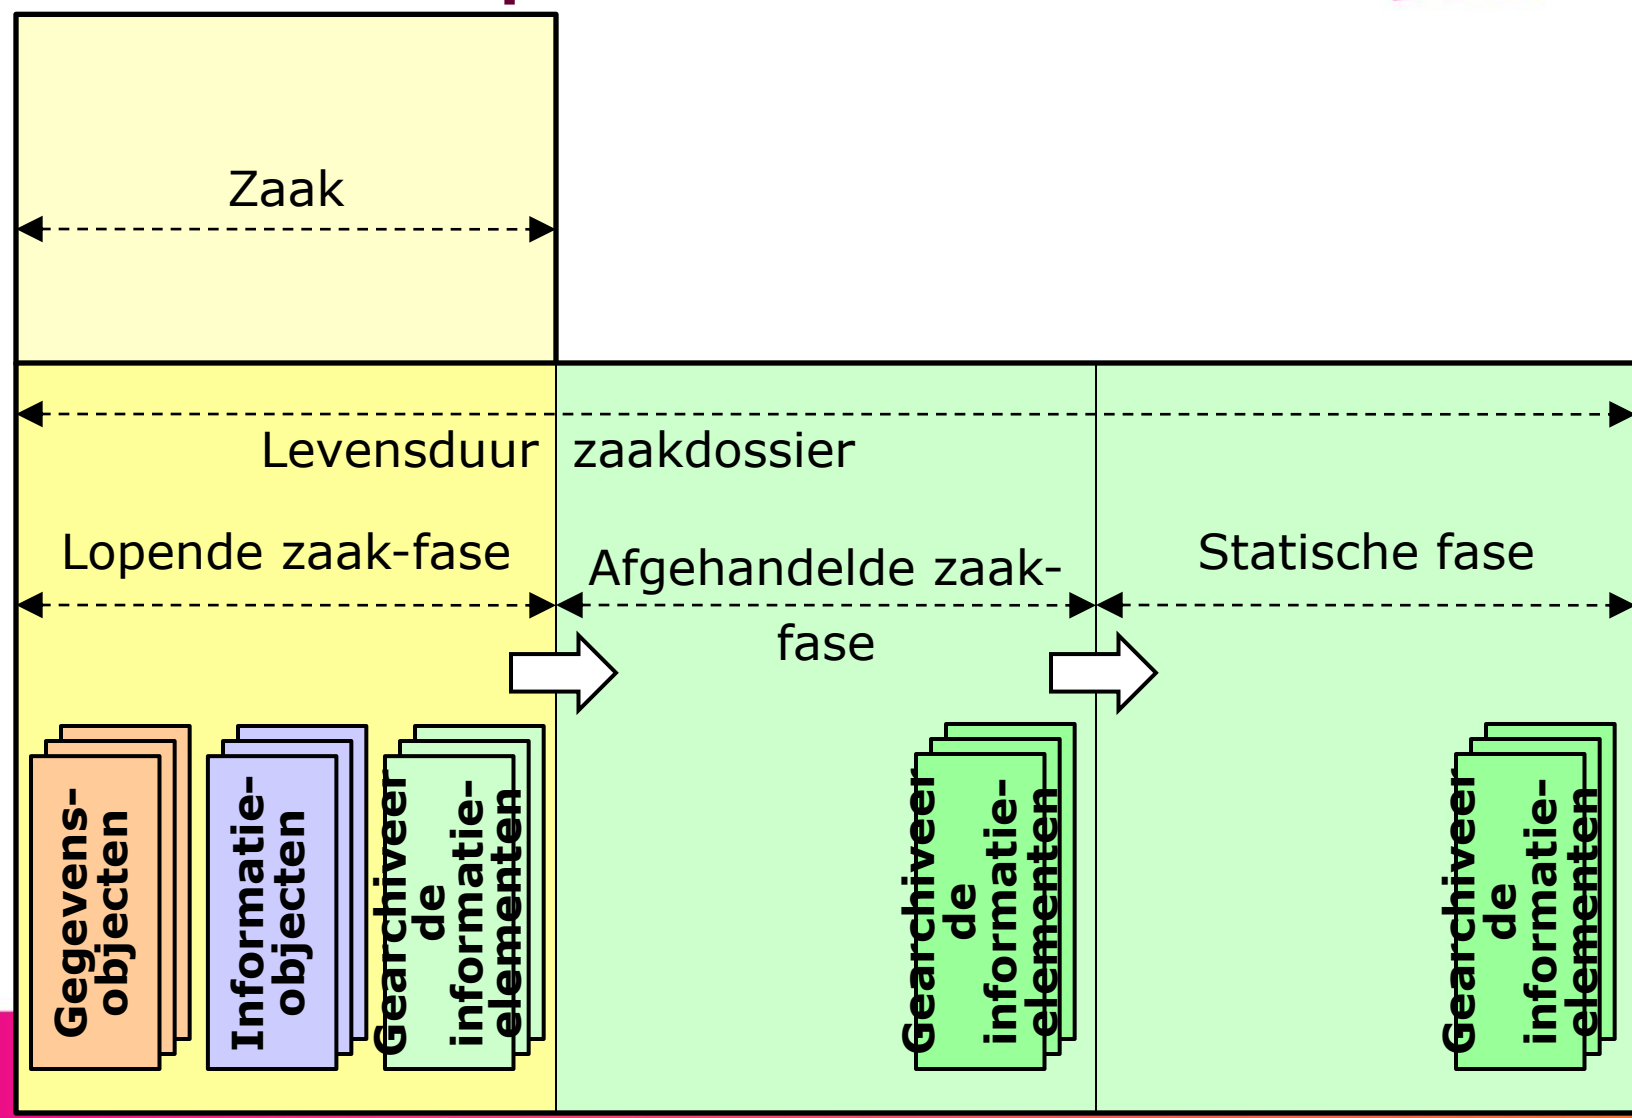 Zaak
Levensduur zaakdossier
Lopende zaak-fase
Afgehandelde zaak-
fase
Statische fase
Gegevens-
objecten
Informatie-
objecten
Gearchiveer
de
informatie-
elementen
Gearchiveer
de
informatie-
elementen
Gearchiveer
de
informatie-
elementen